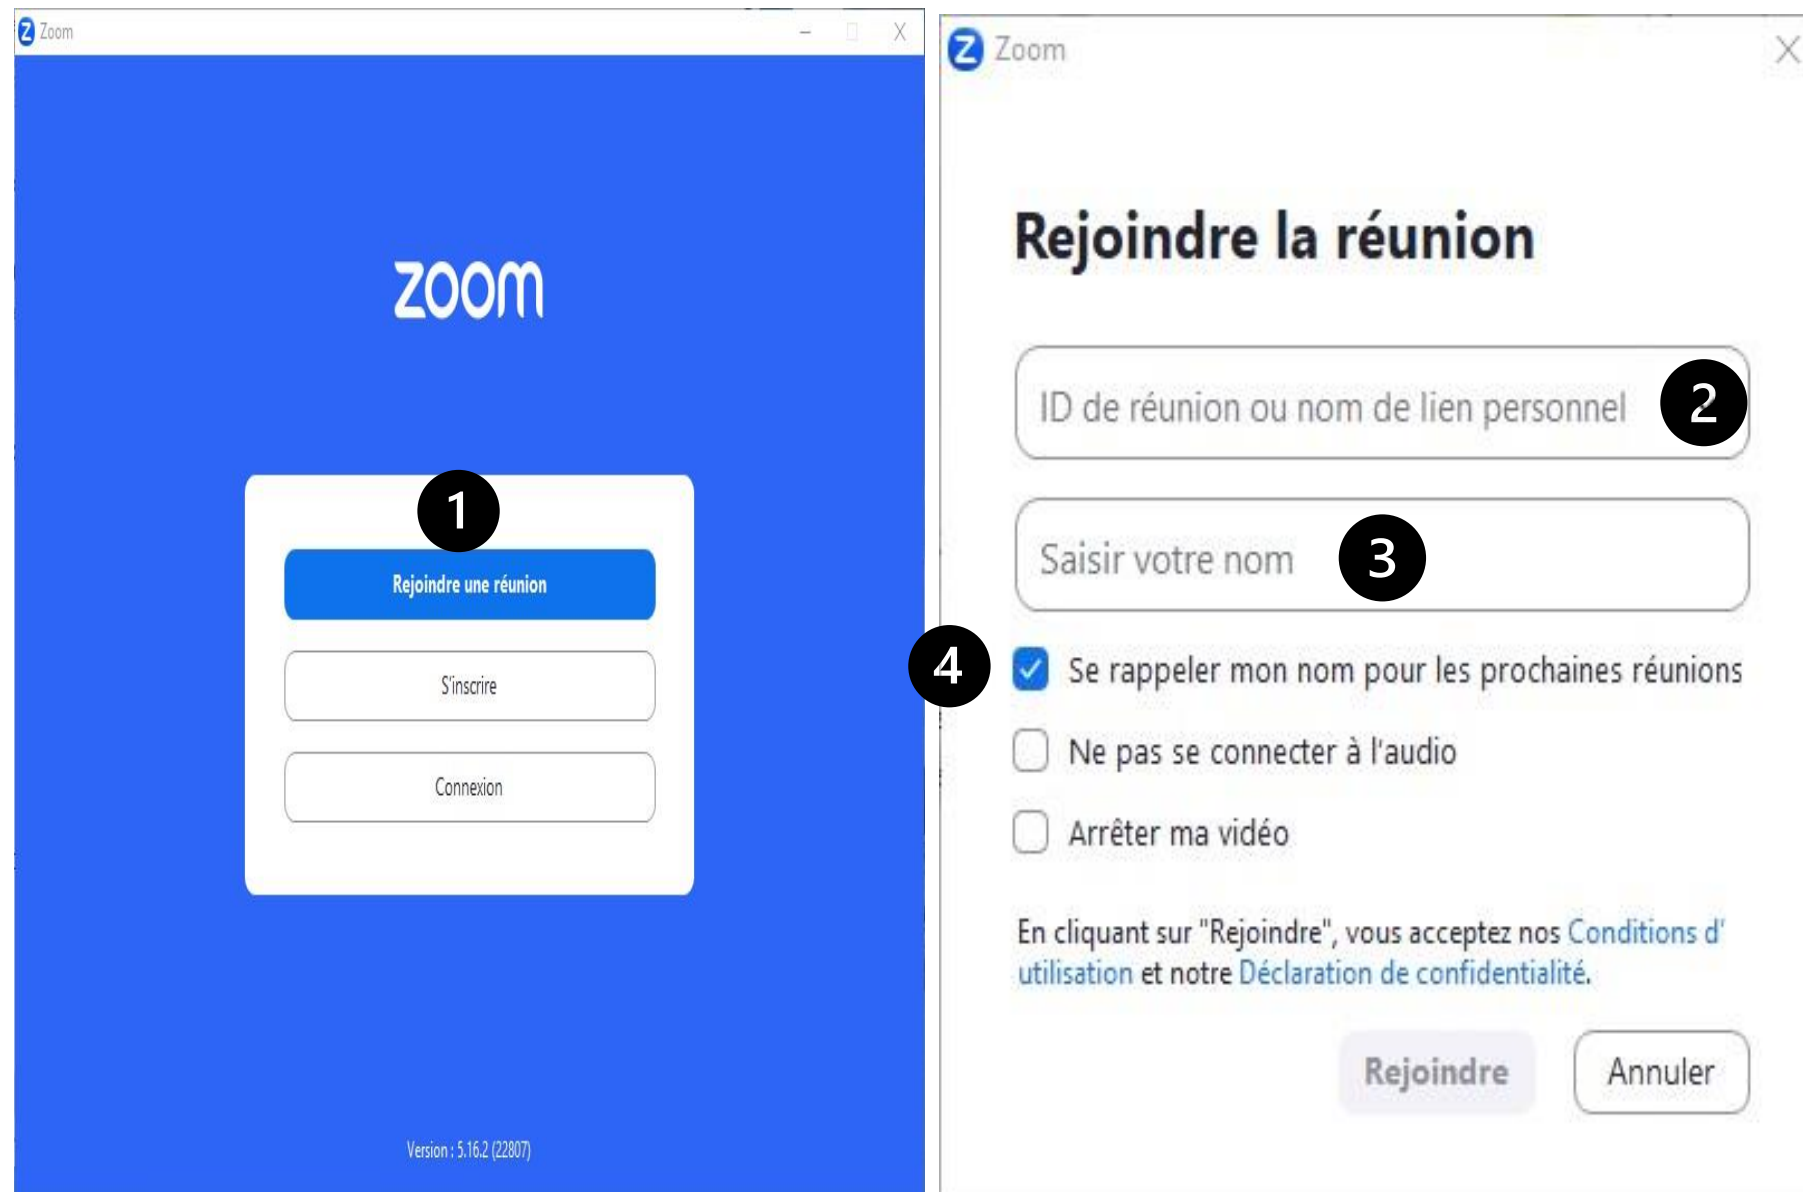 Zoom
zoom
1
Rejoindre une réunion
S'inscrire
Connexion
Version : 5.16.2 (22807)
Zoom
Rejoindre la réunion
ID de réunion ou nom de lien personnel 2
Saisir votre nom 3
4 Se rappeler mon nom pour les prochaines réunions
Ne pas se connecter à l'audio
Arrêter ma vidéo
En cliquant sur "Rejoindre", vous acceptez nos Conditions d'
utilisation et notre Déclaration de confidentialité.
Rejoindre Annuler